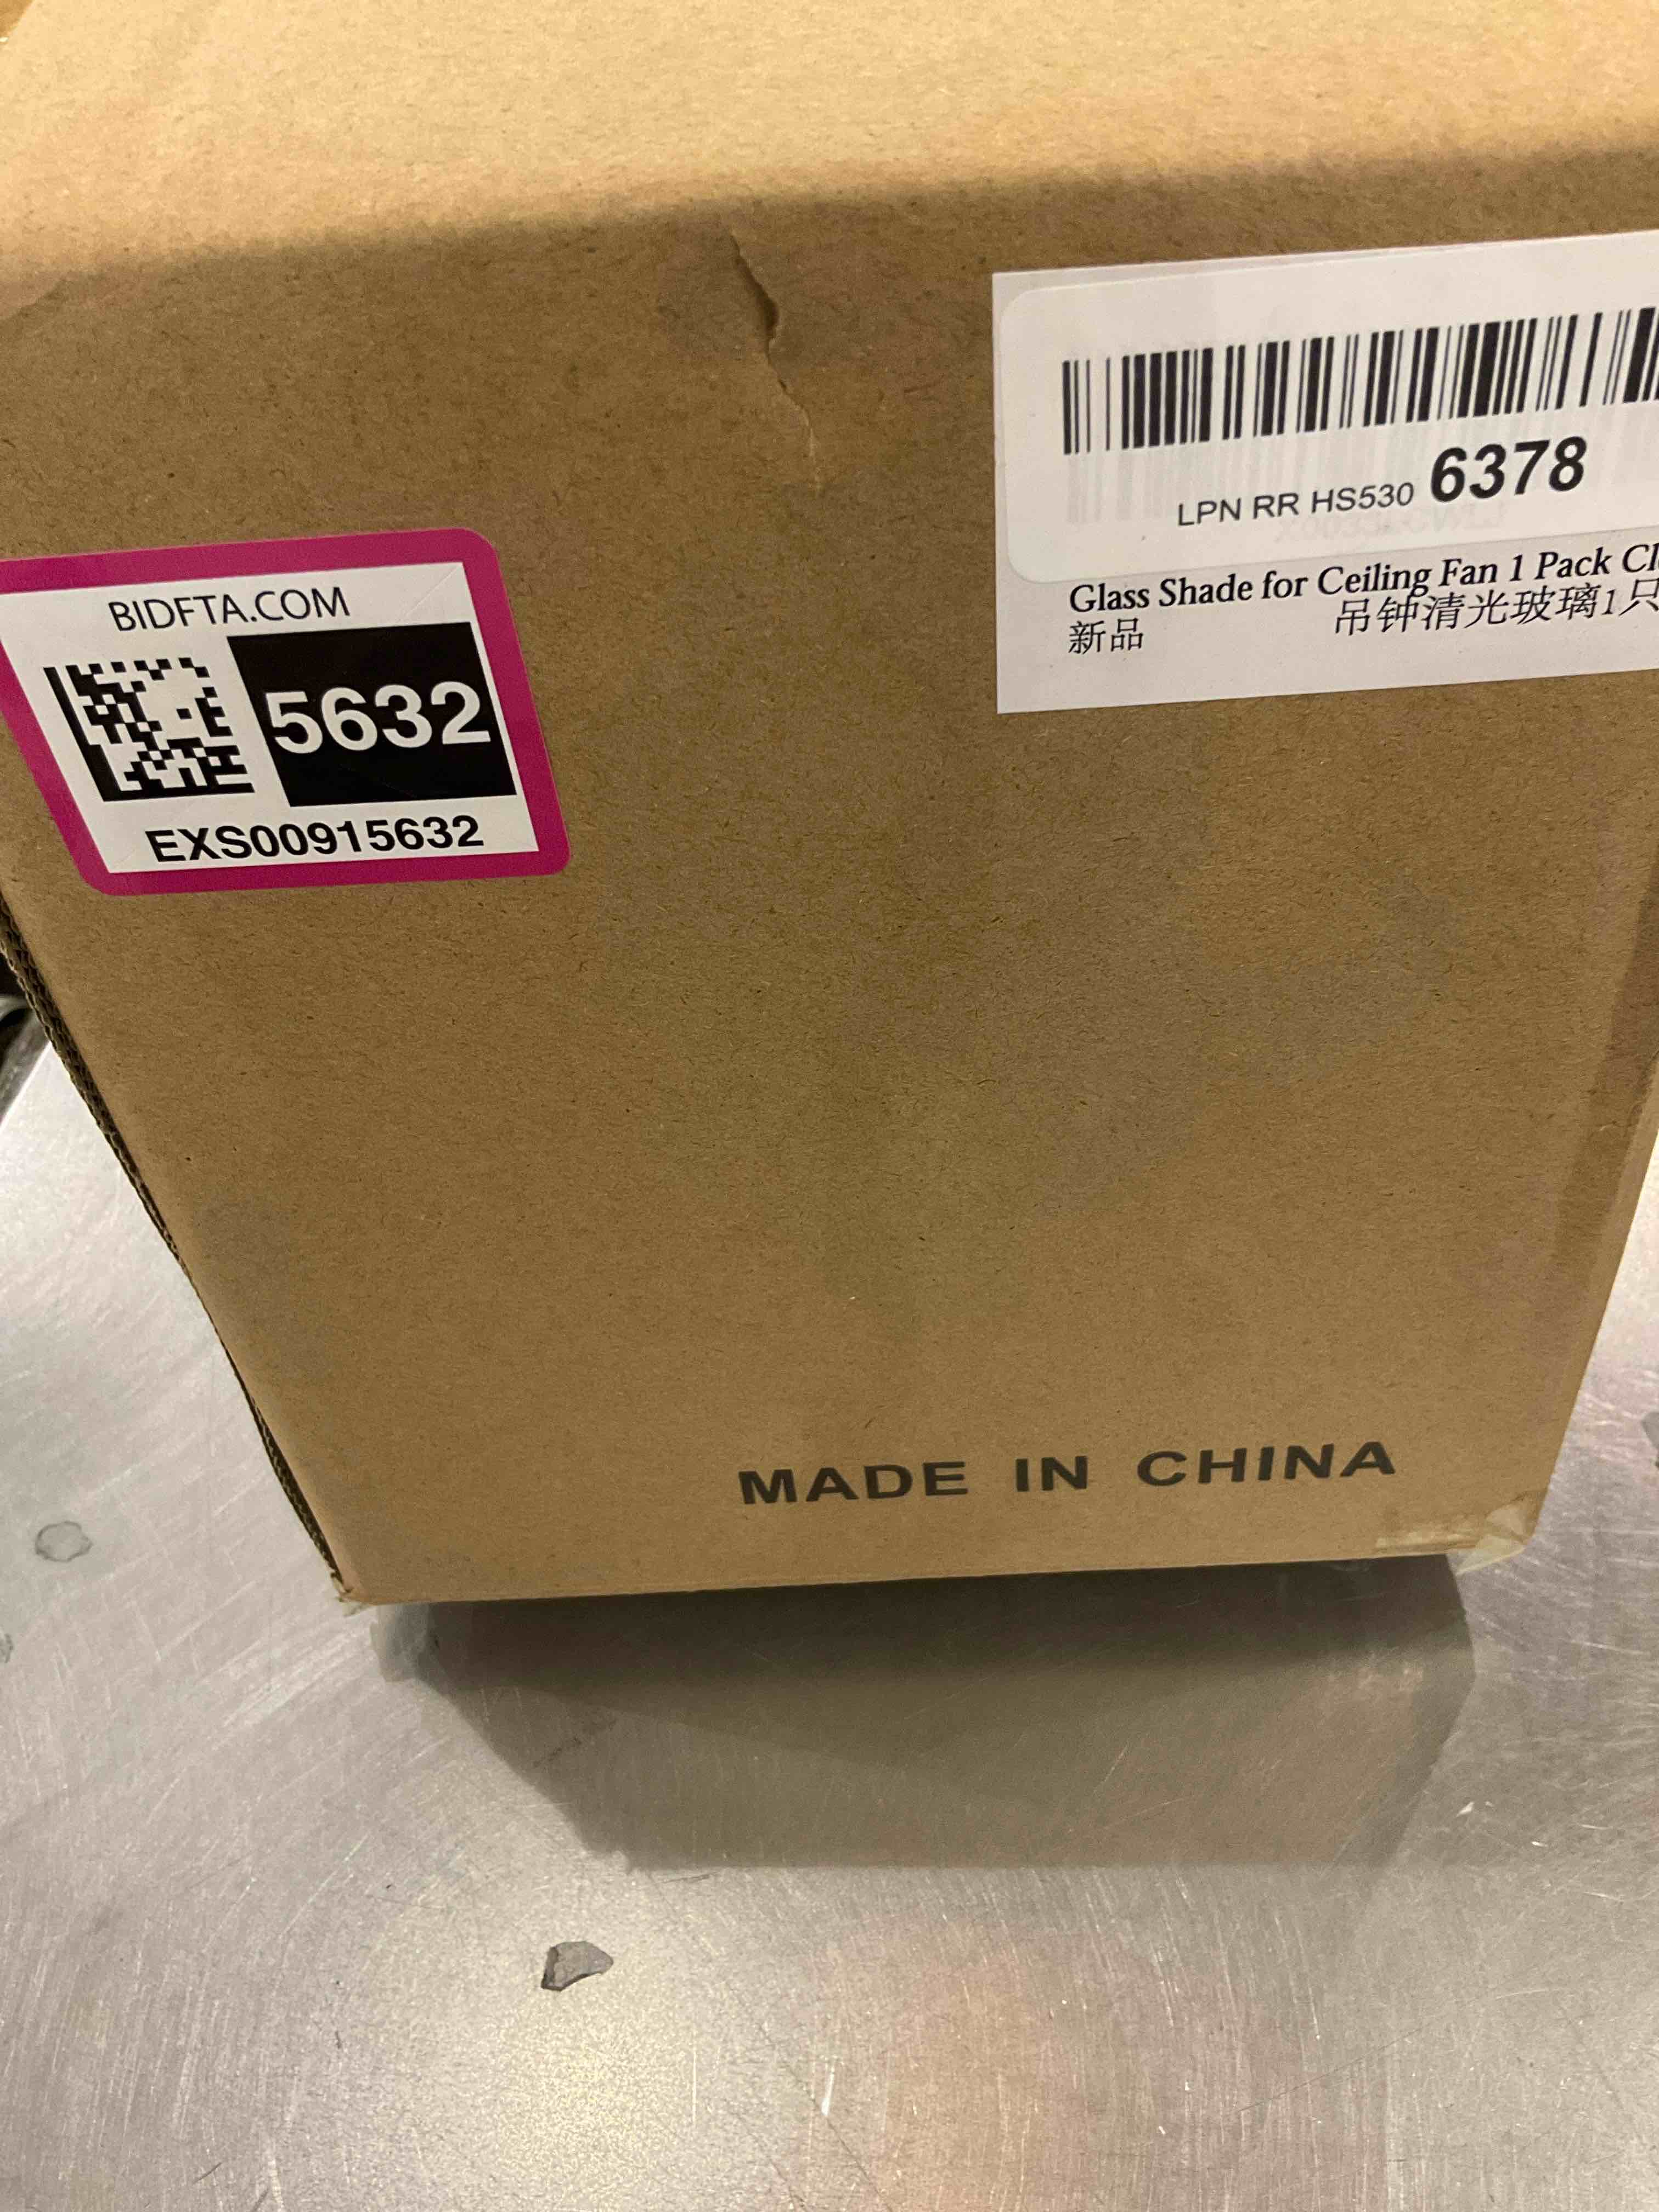 BIDFTA.COM
5632
EXS00915632
LPN RR HS530 6378
Glass Shade for Ceiling Fan 1 Pack
吊钟清光玻璃1只
新品
MADE IN CHINA